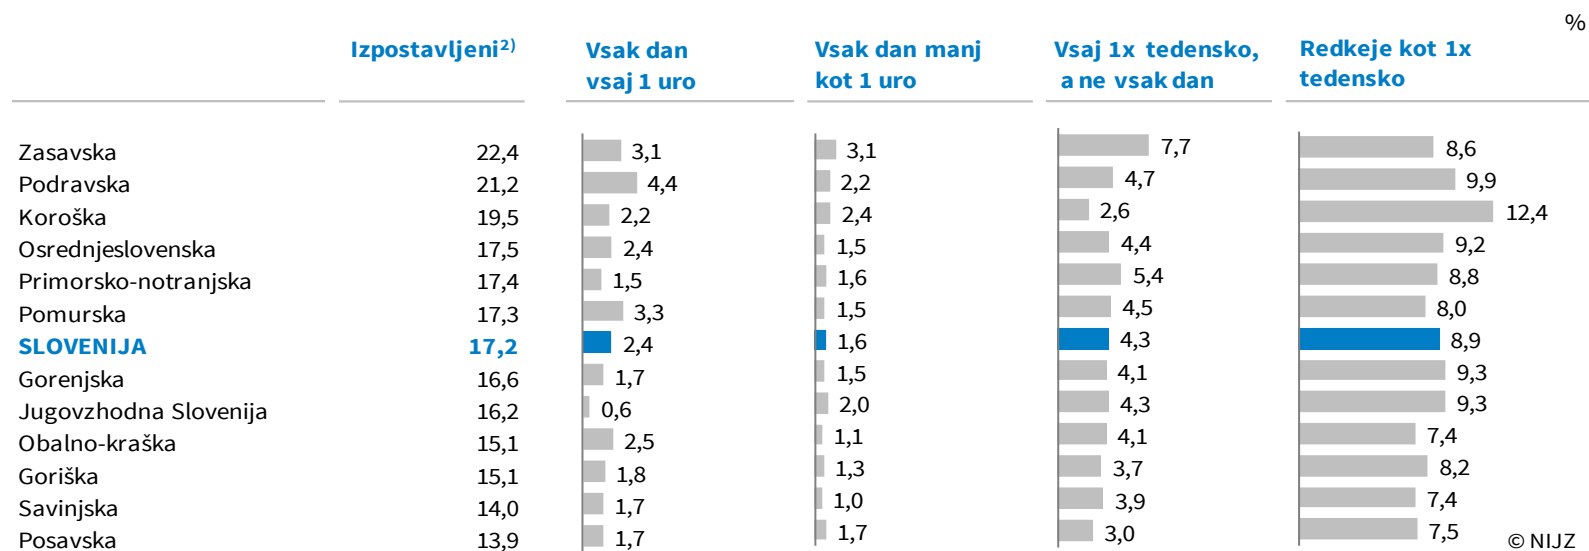 %
Izpostavljeni2) Vsak dan vsaj 1 uro Vsak dan manj kot 1 uro Vsaj 1x tedensko, a ne vsak dan Redkeje kot 1x tedensko
Zasavska 22,4 3,1 3,1 7,7 8,6
Podravska 21,2 4,4 2,2 4,7 9,9
Koroška 19,5 2,2 2,4 2,6 12,4
Osrednjeslovenska 17,5 2,4 1,5 4,4 9,2
Primorsko-notranjska 17,4 1,5 1,6 5,4 8,8
Pomurska 17,3 3,3 1,5 4,5 8,0
SLOVENIJA 17,2 2,4 1,6 4,3 8,9
Gorenjska 16,6 1,7 1,5 4,1 9,3
Jugovzhodna Slovenija 16,2 0,6 2,0 4,3 9,3
Obalno-kraška 15,1 2,5 1,1 4,1 7,4
Goriška 15,1 1,8 1,3 3,7 8,2
Savinjska 14,0 1,7 1,0 3,9 7,4
Posavska 13,9 1,7 1,7 3,0 7,5
© NIJZ